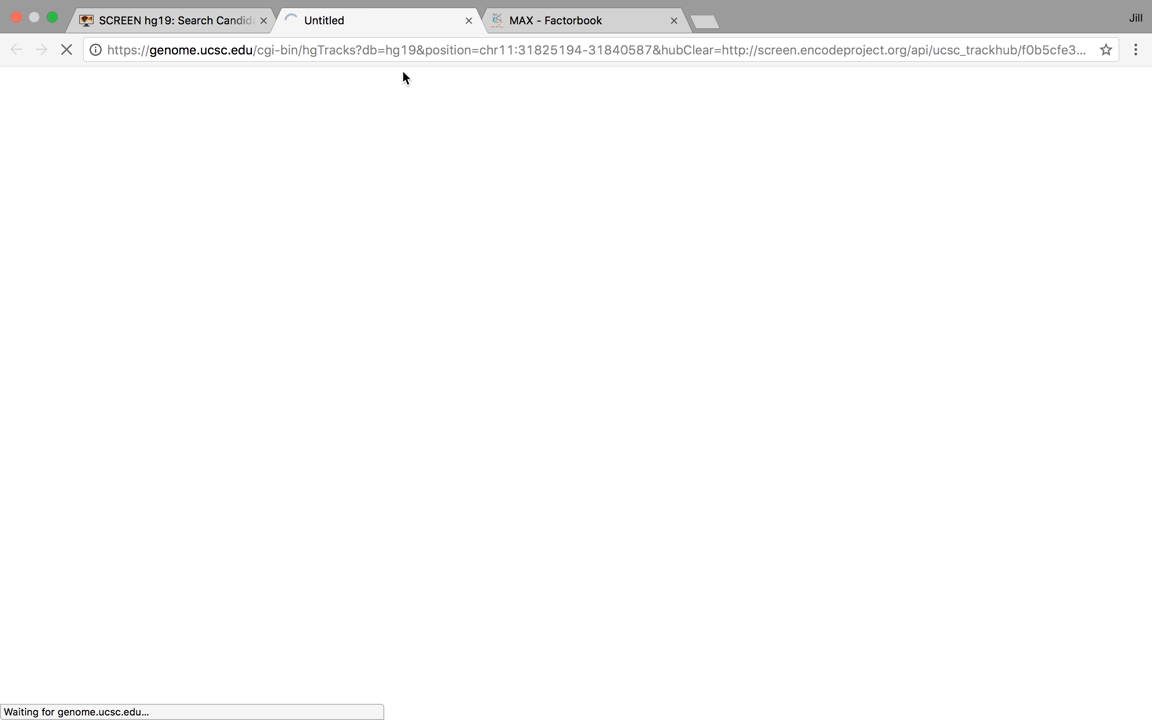 SCREEN hg19: Search Candid
Untitled
MAX - Factorbook
Jill
https://genome.ucsc.edu/cgi-bin/hgTracks?db=hg19&position=chr11:31825194-31840587&hubClear=http://screen.encodeproject.org/api/ucsc_trackhub/f0b5cfe3...
Waiting for genome.ucsc.edu...